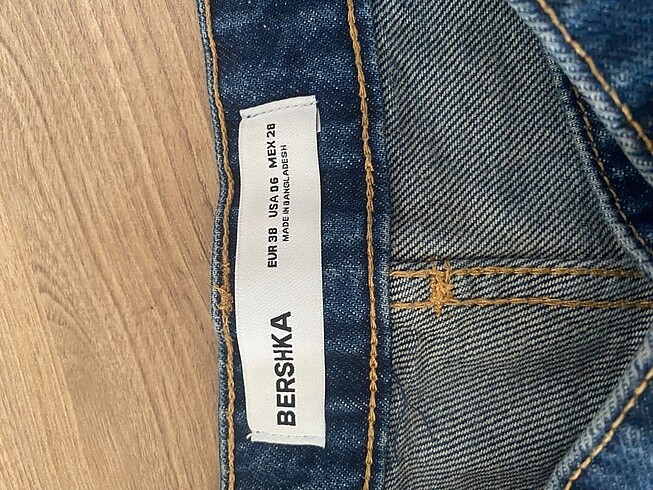 BERSHKA
EUR 38 USA 06 MEX 28
MADE IN BANGLADESH